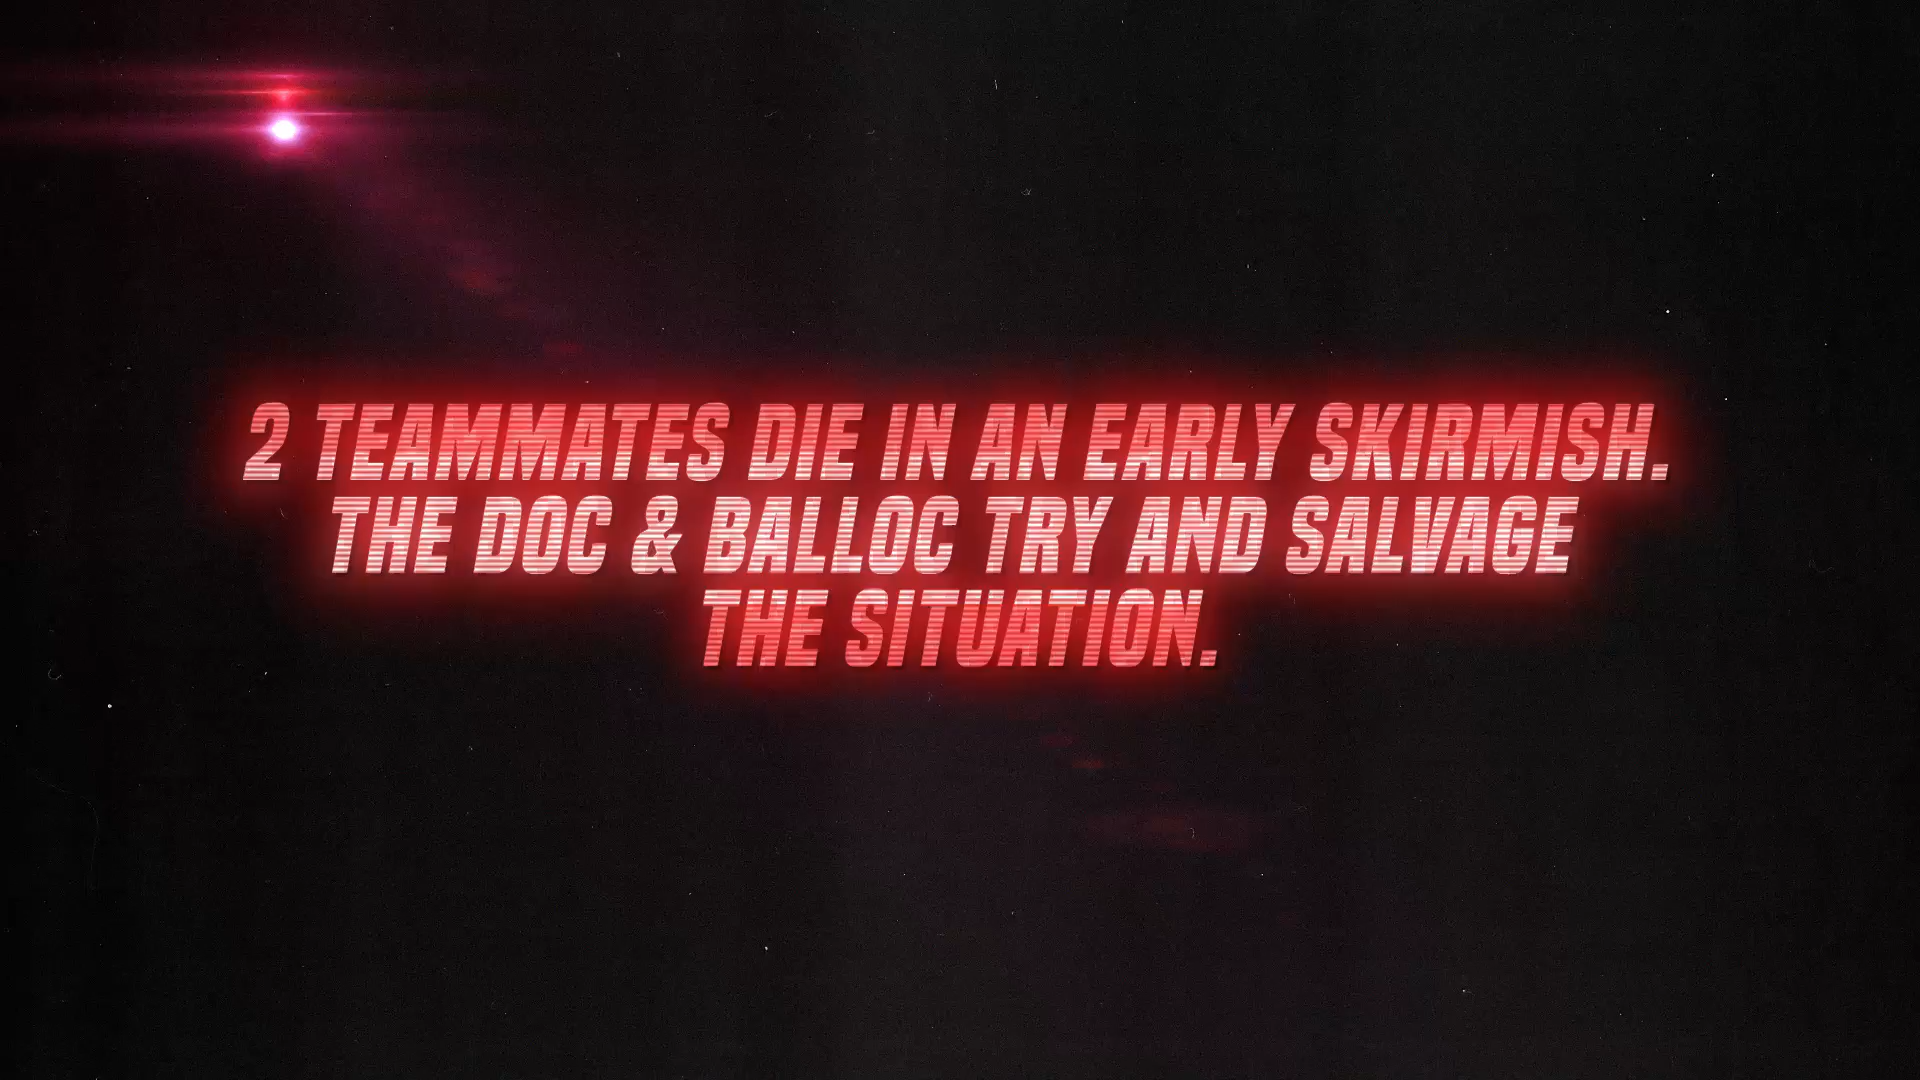 2 TEAMMATES DIE IN AN EARLY SKIRMISH.
THE DOC & BALLOC TRY AND SALVAGE
THE SITUATION.